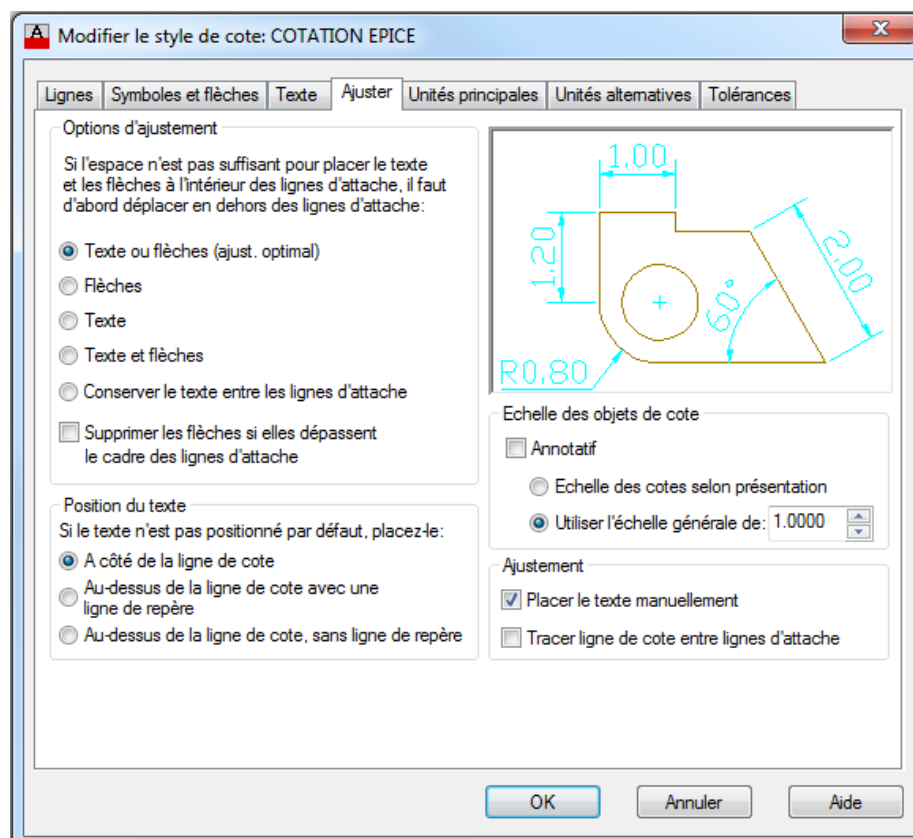 Modifier le style de cote: COTATION EPICE
Lignes
Symboles et flèches
Texte
Ajuster
Unités principales
Unités alternatives
Tolérances
Options d'ajustement
Si l'espace n'est pas suffisant pour placer le texte
et les flèches à l'intérieur des lignes d'attache, il faut
d'abord déplacer en dehors des lignes d'attache:
Texte ou flèches (ajust. optimal)
Flèches
Texte
Texte et flèches
Conserver le texte entre les lignes d'attache
Supprimer les flèches si elles dépassent
le cadre des lignes d'attache
Position du texte
Si le texte n'est pas positionné par défaut, placez-le:
A côté de la ligne de cote
Au-dessus de la ligne de cote avec une
ligne de repère
Au-dessus de la ligne de cote, sans ligne de repère
1.00
1.20
2.00
60°
R0.80
Echelle des objets de cote
Annotatif
Echelle des cotes selon présentation
Utiliser l'échelle générale de: 1.0000
Ajustement
Placer le texte manuellement
Tracer ligne de cote entre lignes d'attache
OK
Annuler
Aide